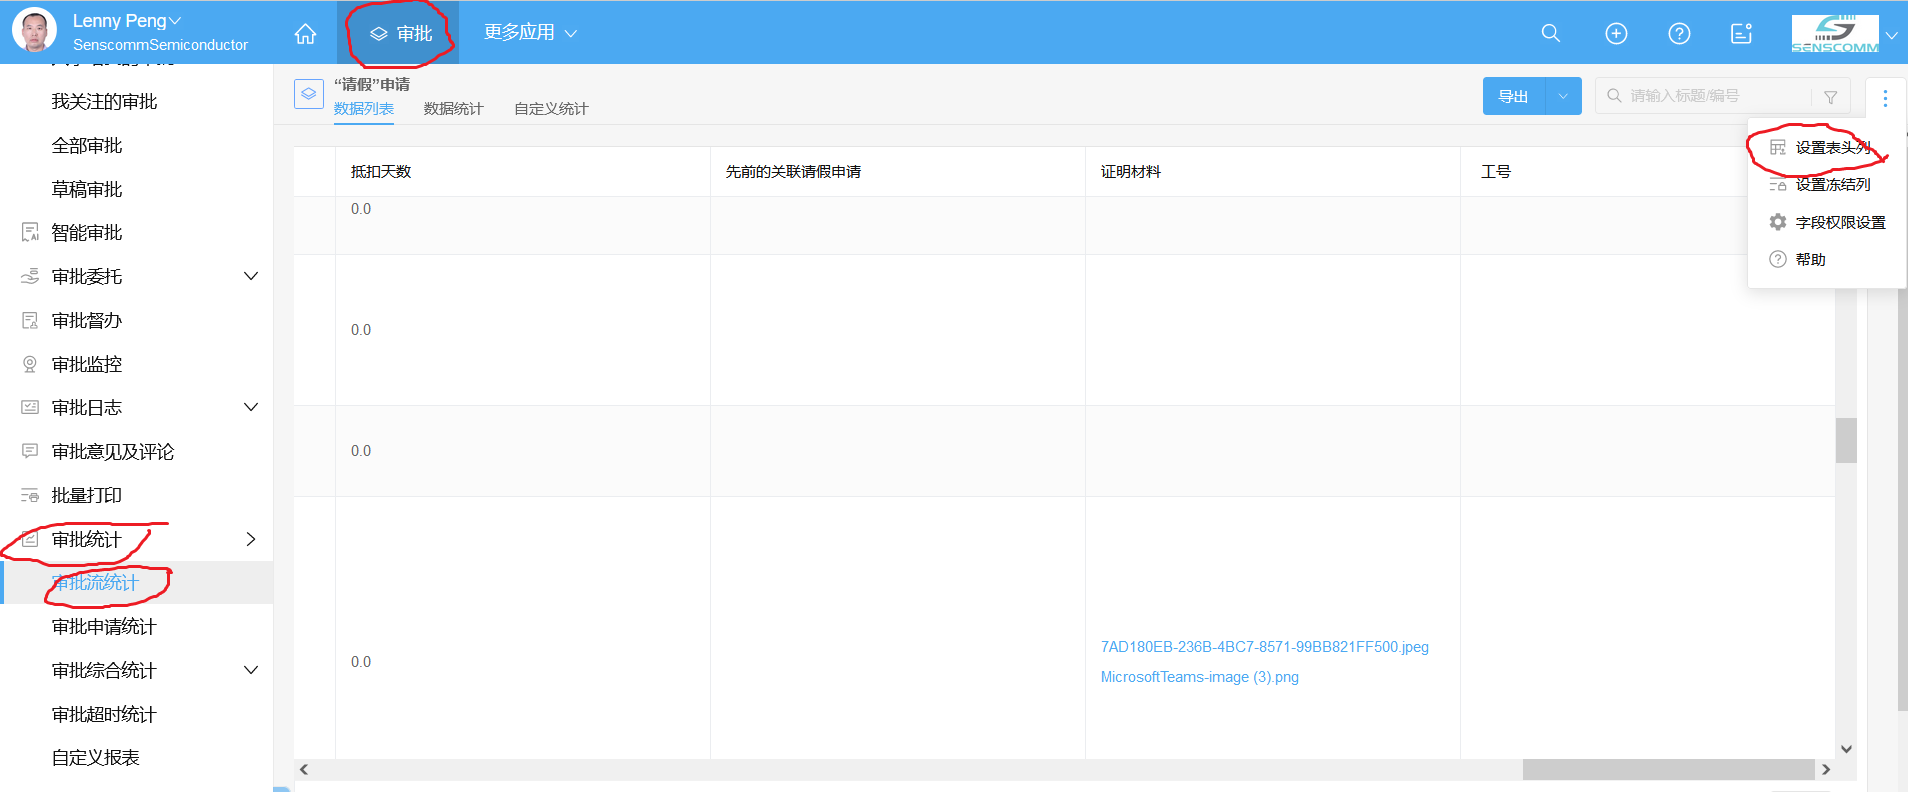 Lenny Peng
SenscommSemiconductor
审批
更多应用
SENSCOMM
我关注的审批
全部审批
草稿审批
智能审批
审批委托
审批督办
审批监控
审批日志
审批意见及评论
批量打印
审批统计
审批流统计
审批申请统计
审批综合统计
审批超时统计
自定义报表
“请假”申请
数据列表 数据统计 自定义统计
导出
请输入标题/编号
设置表头列
设置冻结列
字段权限设置
帮助
抵扣天数 先前的关联请假申请 证明材料 工号
0.0
0.0
0.0
0.0
7AD180EB-236B-4BC7-8571-99BB821FF500.jpeg
MicrosoftTeams-image (3).png